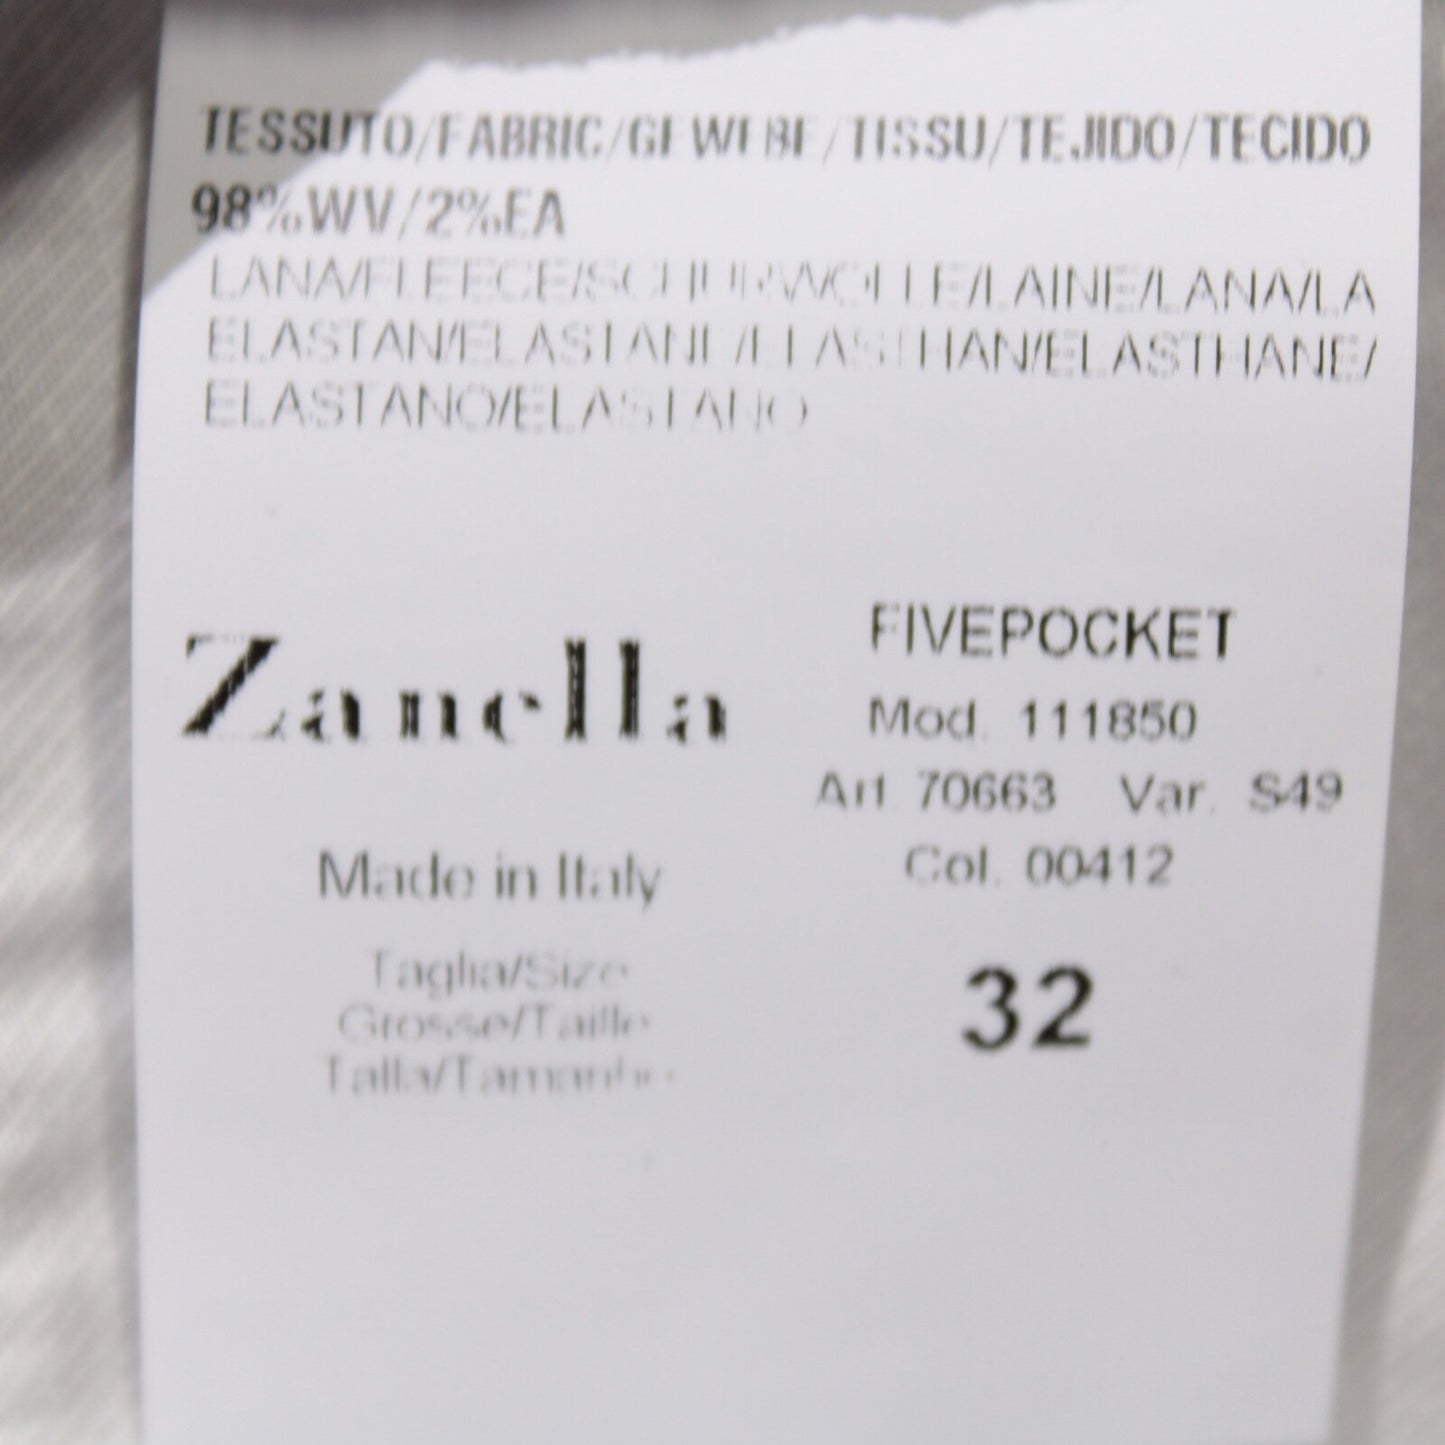 TESSUTO/FABRIC/GEWEBE/TISSU/TEJIDO/TECIDO
98%WV/2%EA
LANA/FLEECE/SCHURWOLLE/LAINE/LANA/LA
ELASTAN/ELASTANE/ELASTHAN/ELASTHANE/
ELASTANO/ELASTANO
Zanella
Made in Italy
Taglia/Size
Grosse/Taille
Talla/Tamanho
FIVEPOCKET
Mod. 111850
Art 70663 Var. S49
Col. 00412
32